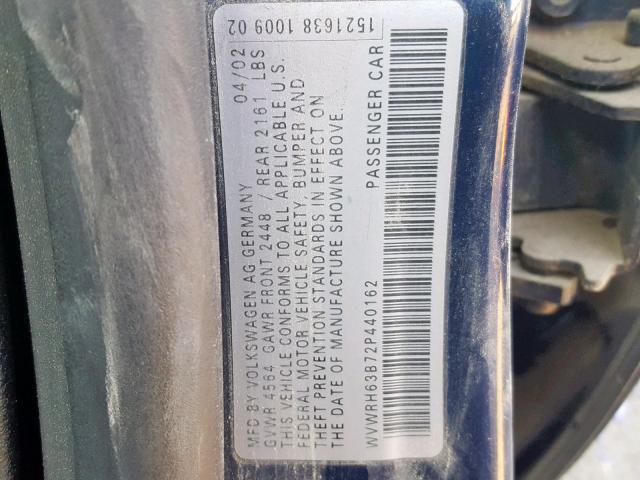 MFD BY VOLKSWAGEN AG GERMANY 04/02
GVWR 4564 GAWR FRONT 2448 / REAR 2161 LBS
THIS VEHICLE CONFORMS TO ALL APPLICABLE U.S.
FEDERAL MOTOR VEHICLE SAFETY, BUMPER AND
THEFT PREVENTION STANDARDS IN EFFECT ON
THE DATE OF MANUFACTURE SHOWN ABOVE.
WVWRH63B72P440162 PASSENGER CAR
1521638 1009 02